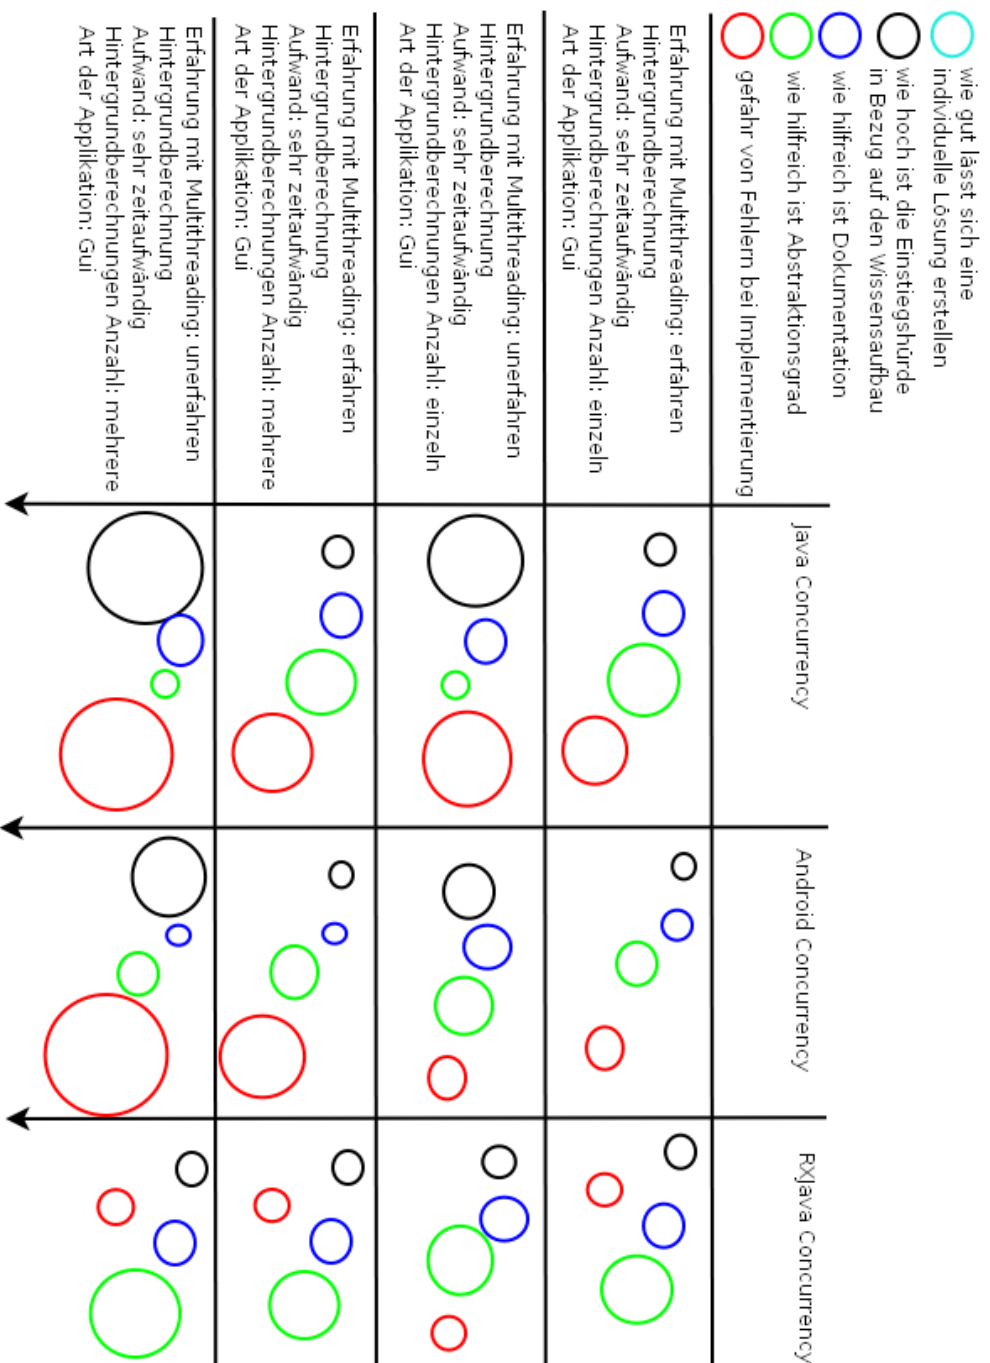 wie gut lässt sich eine
individuelle Lösung erstellen
wie hoch ist die Einstiegshürde
in Bezug auf den Wissensaufbau
wie hilfreich ist Dokumentation
wie hilfreich ist Abstraktionsgrad
gefahr von Fehlern bei Implementierung
Java Concurrency
Android Concurrency
RXJava Concurrency
Erfahrung mit Multithreading: erfahren
Hintergrundberechnung
Aufwand: sehr zeitaufwändig
Hintergrundberechnungen Anzahl: einzeln
Art der Applikation: Gui
Erfahrung mit Multithreading: unerfahren
Hintergrundberechnung
Aufwand: sehr zeitaufwändig
Hintergrundberechnungen Anzahl: einzeln
Art der Applikation: Gui
Erfahrung mit Multithreading: erfahren
Hintergrundberechnung
Aufwand: sehr zeitaufwändig
Hintergrundberechnungen Anzahl: mehrere
Art der Applikation: Gui
Erfahrung mit Multithreading: unerfahren
Hintergrundberechnung
Aufwand: sehr zeitaufwändig
Hintergrundberechnungen Anzahl: mehrere
Art der Applikation: Gui